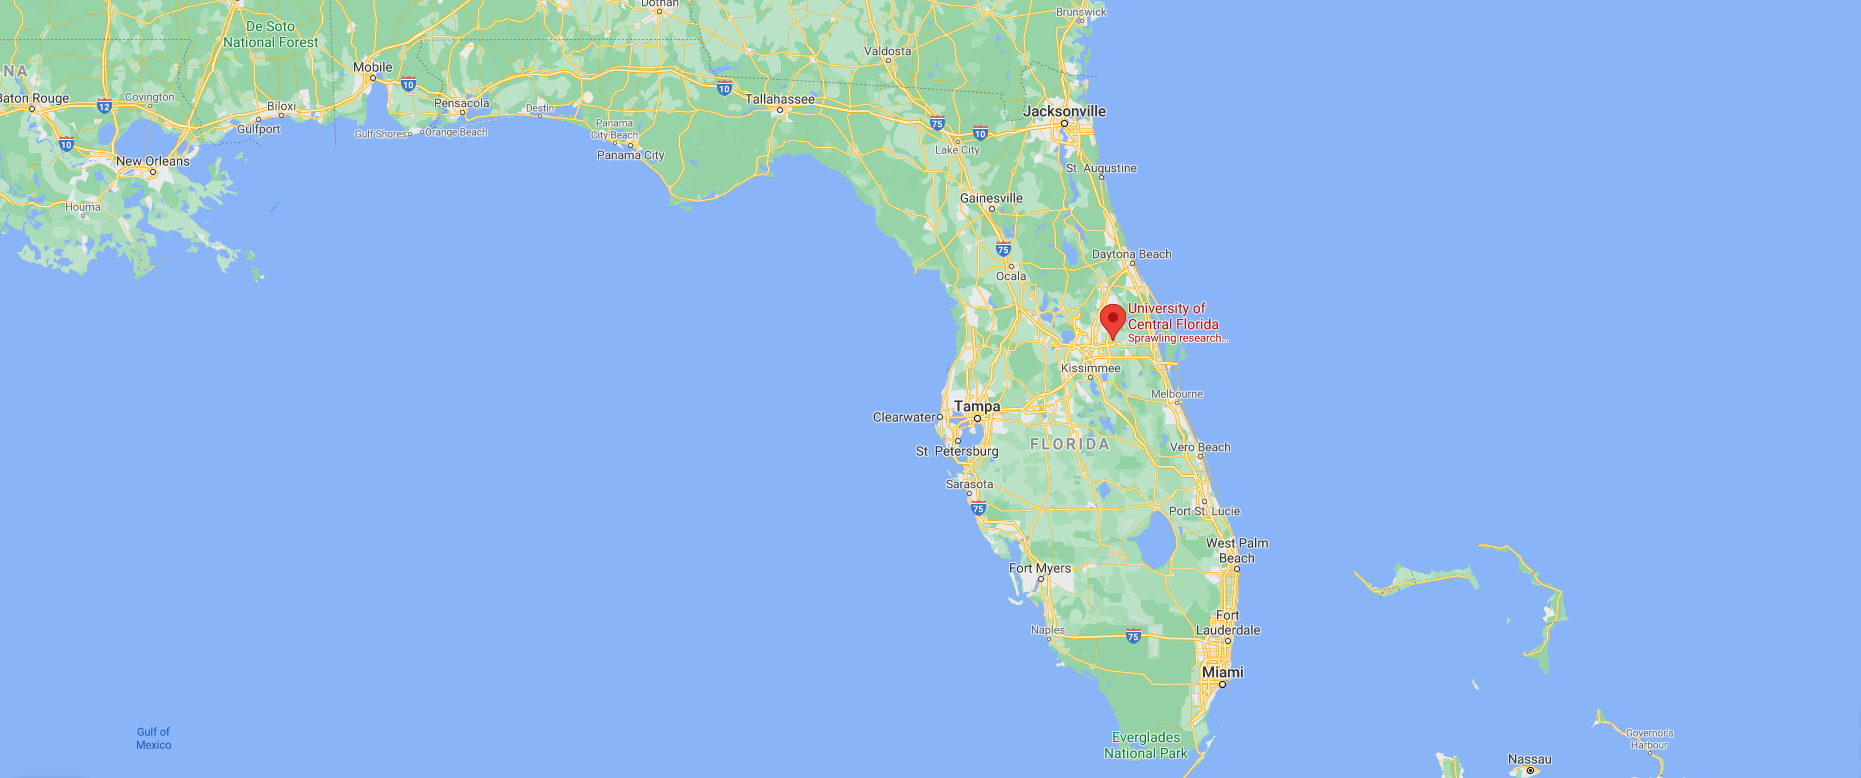 Dothan
Brunswick
De Soto
National Forest
Valdosta
NA
Mobile
10
10
Baton Rouge
12
Covington
Biloxi
Pensacola
Destin
Tallahassee
Jacksonville
Gulfport
Gulf Shores
Orange Beach
Panama
City Beach
75
10
10
New Orleans
Panama City
Lake City
St. Augustine
Houma
Gainesville
75
Daytona Beach
Ocala
University of
Central Florida
Sprawling research...
Kissimmee
Melbourne
Tampa
Clearwater
FLORIDA
St. Petersburg
Vero Beach
Sarasota
75
Port St. Lucie
West Palm
Beach
Fort Myers
Fort
Lauderdale
Naples
75
Miami
Gulf of
Mexico
Everglades
National Park
Governor's
Harbour
Nassau